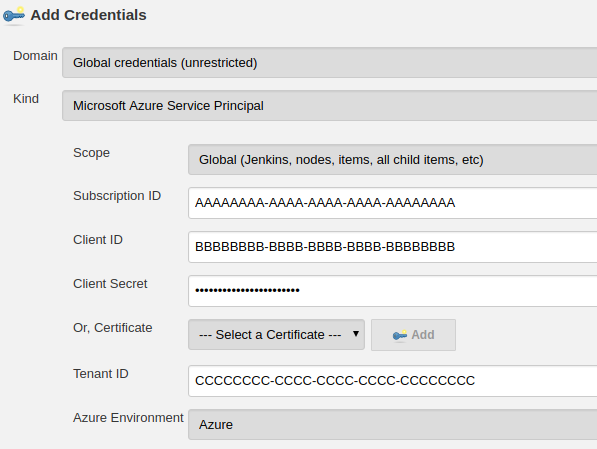 Add Credentials
Domain Global credentials (unrestricted)
Kind Microsoft Azure Service Principal
Scope Global (Jenkins, nodes, items, all child items, etc)
Subscription ID AAAAAAAA-AAAA-AAAA-AAAA-AAAAAAAA
Client ID BBBBBBBB-BBBB-BBBB-BBBB-BBBBBBBB
Client Secret •••••••••••••••••••••••
Or, Certificate --- Select a Certificate --- Add
Tenant ID CCCCCCCC-CCCC-CCCC-CCCC-CCCCCCCC
Azure Environment Azure